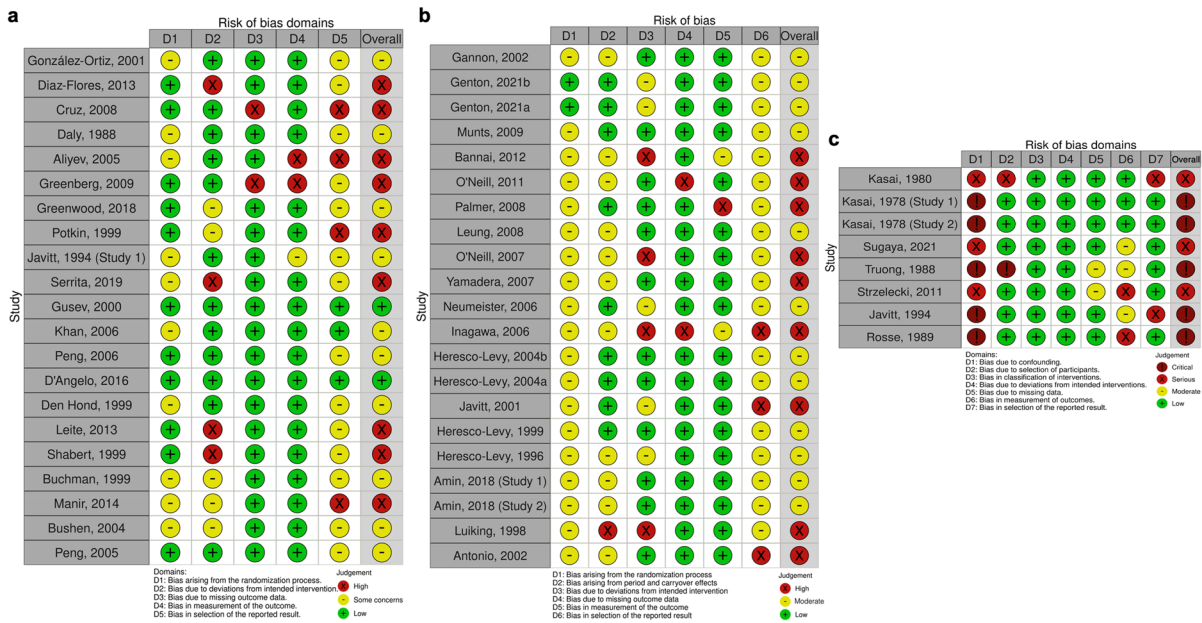 a
Risk of bias domains
D1 D2 D3 D4 D5 Overall
Study
González-Ortiz, 2001 - + + + - -
Diaz-Flores, 2013 + X + + - X
Cruz, 2008 + + X + X X
Daly, 1988 - + + + - -
Aliyev, 2005 - + + X X X
Greenberg, 2009 + + X X - X
Greenwood, 2018 + - + + - -
Potkin, 1999 + - + + X X
Javitt, 1994 (Study 1) - + + - - -
Serrita, 2019 - X + + - X
Gusev, 2000 + + + + + +
Khan, 2006 - + + + + -
Peng, 2006 + + + + - -
D'Angelo, 2016 + + + + + +
Den Hond, 1999 - + + + - -
Leite, 2013 + X + + - X
Shabert, 1999 + X + + - X
Buchman, 1999 - - + + - -
Manir, 2014 - - + + X X
Bushen, 2004 - - + + - -
Peng, 2005 + + + + - -
Domains:
D1: Bias arising from the randomization process.
D2: Bias due to deviations from intended intervention.
D3: Bias due to missing outcome data.
D4: Bias in measurement of the outcome.
D5: Bias in selection of the reported result.
Judgement
X High
- Some concerns
+ Low
b
Risk of bias
D1 D2 D3 D4 D5 D6 Overall
Study
Gannon, 2002 - - + + + - -
Genton, 2021b + + - + + - -
Genton, 2021a + + - + + - -
Munts, 2009 - + + + + - -
Bannai, 2012 - - X + - - X
O'Neill, 2011 - - + X + - X
Palmer, 2008 - + + + X - X
Leung, 2008 - - + + + - -
O'Neill, 2007 - - X + + - X
Yamadera, 2007 - - + + + - X
Neumeister, 2006 - + - + + - -
Inagawa, 2006 - - X X - X X
Heresco-Levy, 2004b - + + + + - -
Heresco-Levy, 2004a - + + + + - -
Javitt, 2001 - + - + + X X
Heresco-Levy, 1999 - + + + + - -
Heresco-Levy, 1996 - - - + + - -
Amin, 2018 (Study 1) - - + + + - -
Amin, 2018 (Study 2) - - + + + - -
Luiking, 1998 - X X + + - X
Antonio, 2002 - - + + + X X
D1: Bias arising from the randomization process
D2: Bias arising from period and carryover effects
D3: Bias due to deviations from intended intervention
D4: Bias due to missing outcome data
D5: Bias in measurement of the outcome
D6: Bias in selection of the reported result
Judgement
X High
- Moderate
+ Low
c
Risk of bias domains
D1 D2 D3 D4 D5 D6 D7 Overall
Study
Kasai, 1980 X X + + + + X X
Kasai, 1978 (Study 1) ! + + + + + + !
Kasai, 1978 (Study 2) ! + + + + + + !
Sugaya, 2021 X + + + + - + X
Truong, 1988 ! ! + + - - + !
Strzelecki, 2011 X + + + - X + X
Javitt, 1994 ! + + + + - X !
Rosse, 1989 ! + + + + X + !
Domains:
D1: Bias due to confounding.
D2: Bias due to selection of participants.
D3: Bias in classification of interventions.
D4: Bias due to deviations from intended interventions.
D5: Bias due to missing data.
D6: Bias in measurement of outcomes.
D7: Bias in selection of the reported result.
Judgement
! Critical
X Serious
- Moderate
+ Low